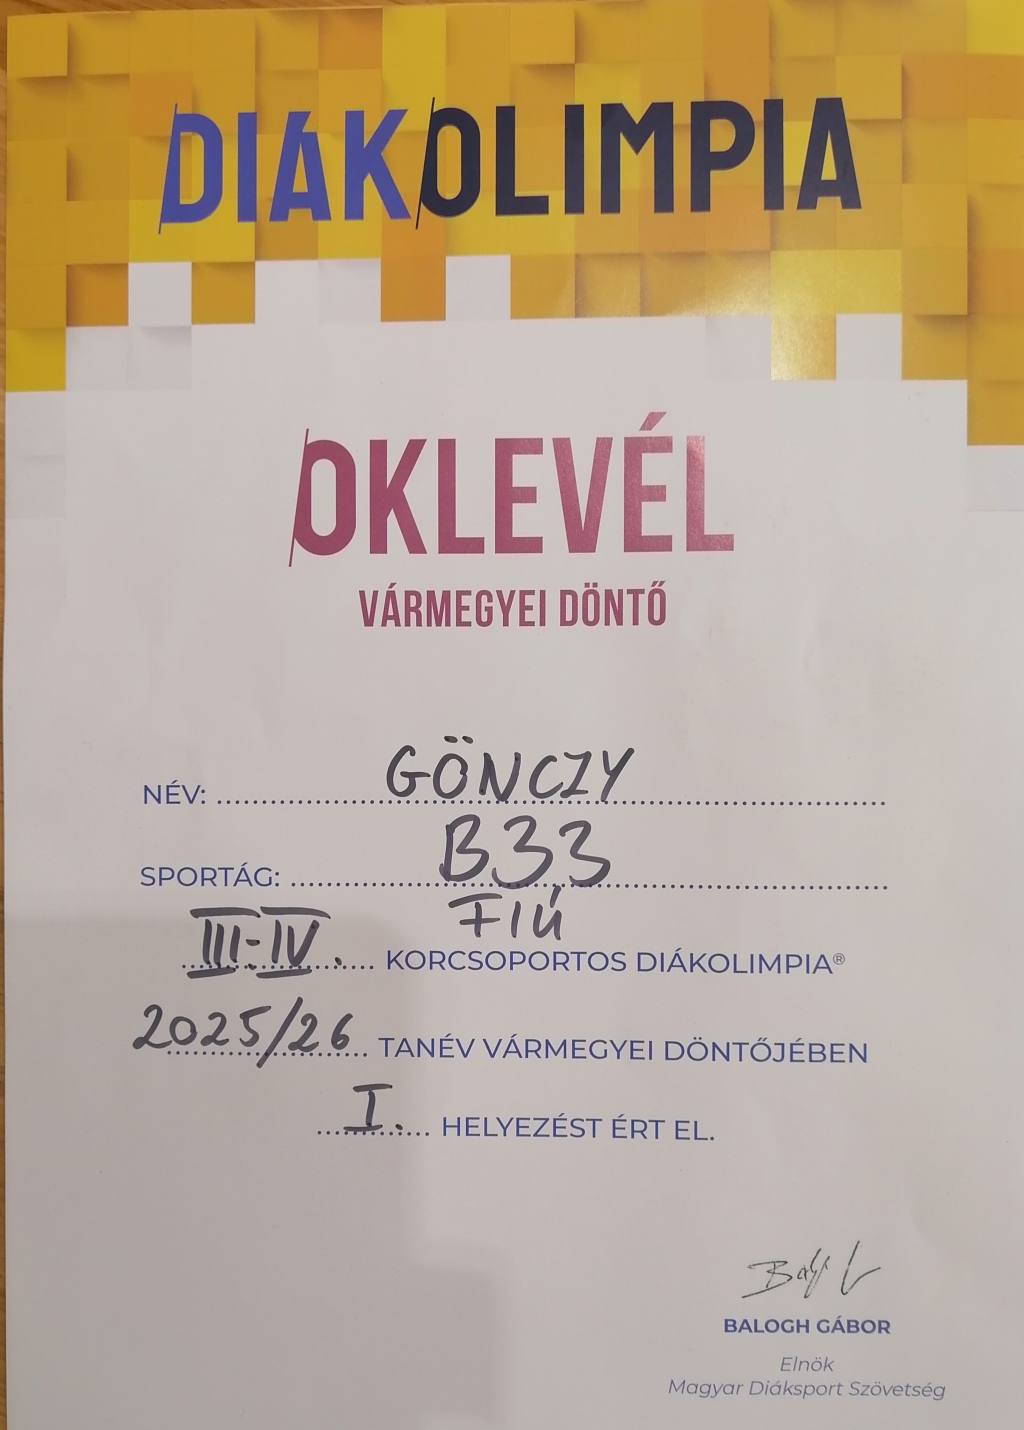 DIÁKOLIMPIA
OKLEVÉL
VÁRMEGYEI DÖNTŐ
NÉV: GÖNCZY
SPORTÁG: B33
FIÚ
III-IV. KORCSOPORTOS DIÁKOLIMPIA®
2025/26 TANÉV VÁRMEGYEI DÖNTŐJÉBEN
I. HELYEZÉST ÉRT EL.
BALOGH GÁBOR
Elnök
Magyar Diáksport Szövetség